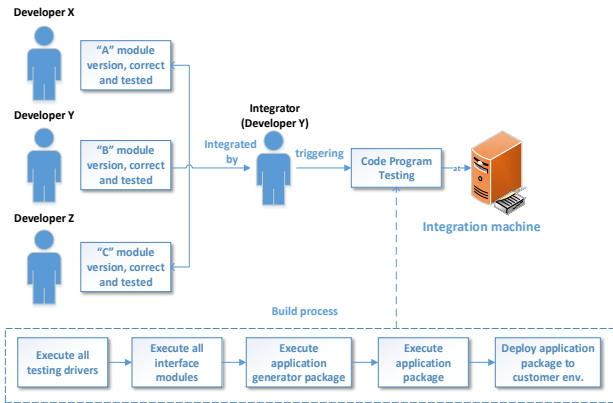 Developer X
“A” module
version, correct
and tested
Developer Y
“B” module
version, correct
and tested
Developer Z
“C” module
version, correct
and tested
Integrated
by
Integrator
(Developer Y)
triggering
Code Program
Testing
at
Integration machine
Build process
Execute all
testing drivers
Execute all
interface
modules
Execute
application
generator package
Execute
application
package
Deploy application
package to
customer env.